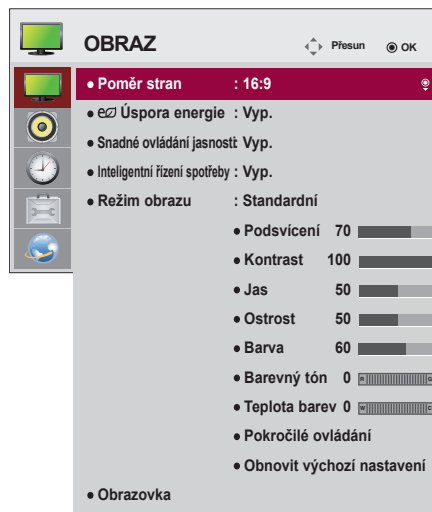 OBRAZ Přesun OK
Poměr stran : 16:9
Úspora energie : Vyp.
Snadné ovládání jasnosti: Vyp.
Inteligentní řízení spotřeby : Vyp.
Režim obrazu : Standardní
Podsvícení 70
Kontrast 100
Jas 50
Ostrost 50
Barva 60
Barevný tón 0 R G
Teplota barev 0 W C
Pokročilé ovládání
Obnovit výchozí nastavení
Obrazovka